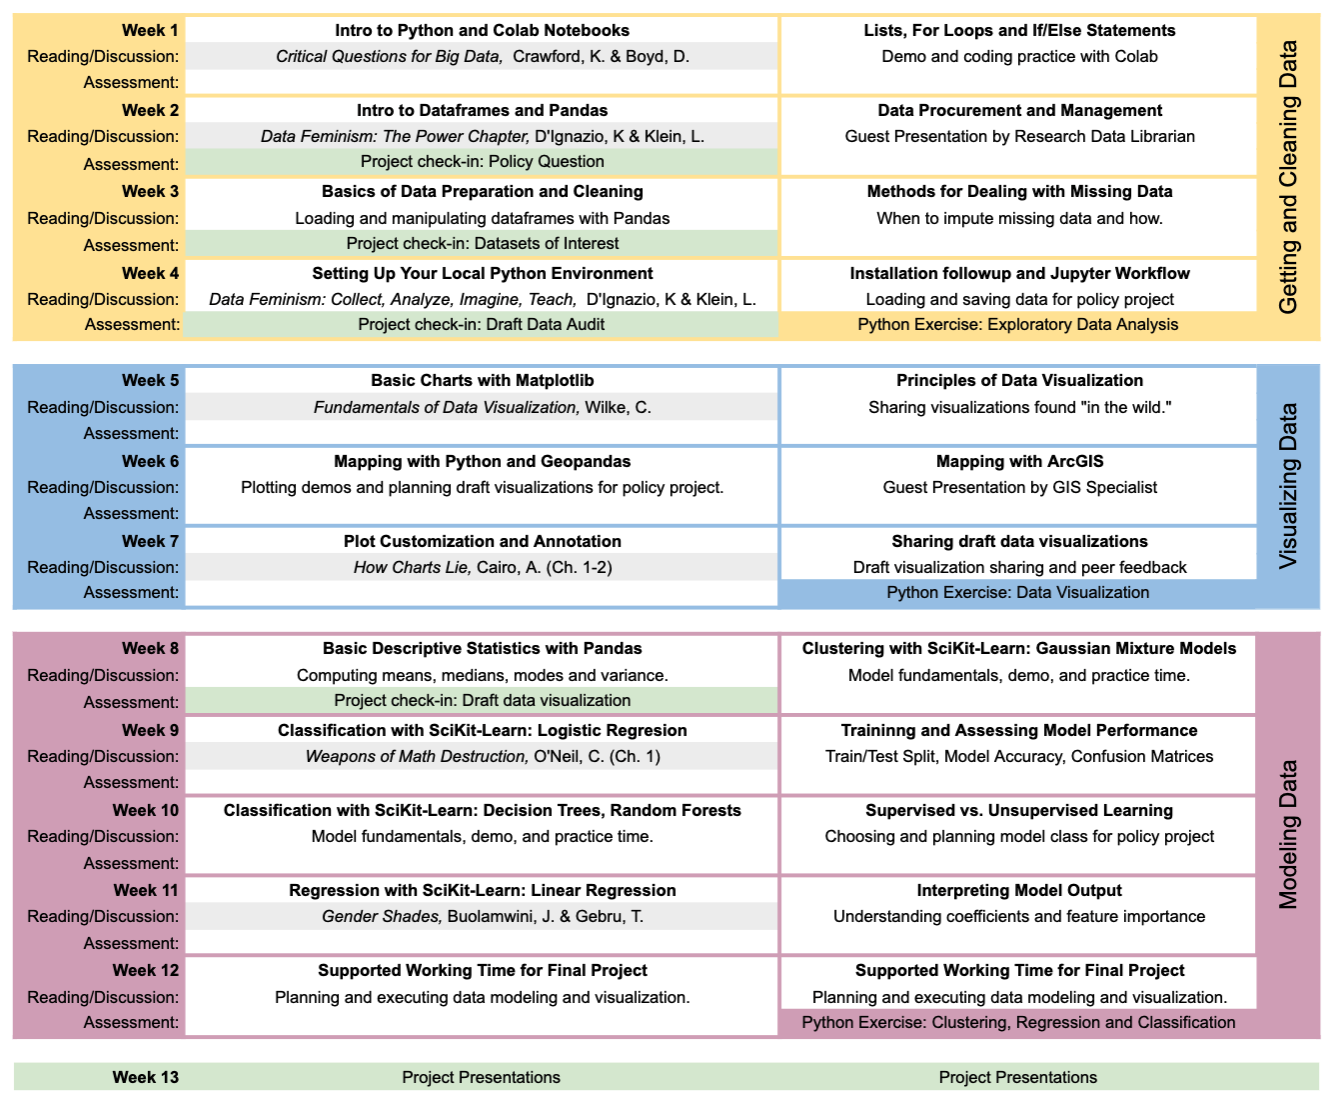 Week 1 Intro to Python and Colab Notebooks Lists, For Loops and If/Else Statements
Reading/Discussion: Critical Questions for Big Data, Crawford, K. & Boyd, D. Demo and coding practice with Colab
Assessment:
Week 2 Intro to Dataframes and Pandas Data Procurement and Management
Reading/Discussion: Data Feminism: The Power Chapter, D'Ignazio, K & Klein, L. Guest Presentation by Research Data Librarian
Assessment: Project check-in: Policy Question
Week 3 Basics of Data Preparation and Cleaning Methods for Dealing with Missing Data
Reading/Discussion: Loading and manipulating dataframes with Pandas When to impute missing data and how.
Assessment: Project check-in: Datasets of Interest
Week 4 Setting Up Your Local Python Environment Installation followup and Jupyter Workflow
Reading/Discussion: Data Feminism: Collect, Analyze, Imagine, Teach, D'Ignazio, K & Klein, L. Loading and saving data for policy project
Assessment: Project check-in: Draft Data Audit Python Exercise: Exploratory Data Analysis
Getting and Cleaning Data
Week 5 Basic Charts with Matplotlib Principles of Data Visualization
Reading/Discussion: Fundamentals of Data Visualization, Wilke, C. Sharing visualizations found "in the wild."
Assessment:
Week 6 Mapping with Python and Geopandas Mapping with ArcGIS
Reading/Discussion: Plotting demos and planning draft visualizations for policy project. Guest Presentation by GIS Specialist
Assessment:
Week 7 Plot Customization and Annotation Sharing draft data visualizations
Reading/Discussion: How Charts Lie, Cairo, A. (Ch. 1-2) Draft visualization sharing and peer feedback
Assessment: Python Exercise: Data Visualization
Visualizing Data
Week 8 Basic Descriptive Statistics with Pandas Clustering with SciKit-Learn: Gaussian Mixture Models
Reading/Discussion: Computing means, medians, modes and variance. Model fundamentals, demo, and practice time.
Assessment: Project check-in: Draft data visualization
Week 9 Classification with SciKit-Learn: Logistic Regresion Traininng and Assessing Model Performance
Reading/Discussion: Weapons of Math Destruction, O'Neil, C. (Ch. 1) Train/Test Split, Model Accuracy, Confusion Matrices
Assessment:
Week 10 Classification with SciKit-Learn: Decision Trees, Random Forests Supervised vs. Unsupervised Learning
Reading/Discussion: Model fundamentals, demo, and practice time. Choosing and planning model class for policy project
Assessment:
Week 11 Regression with SciKit-Learn: Linear Regression Interpreting Model Output
Reading/Discussion: Gender Shades, Buolamwini, J. & Gebru, T. Understanding coefficients and feature importance
Assessment:
Week 12 Supported Working Time for Final Project Supported Working Time for Final Project
Reading/Discussion: Planning and executing data modeling and visualization. Planning and executing data modeling and visualization.
Assessment: Python Exercise: Clustering, Regression and Classification
Modeling Data
Week 13 Project Presentations Project Presentations